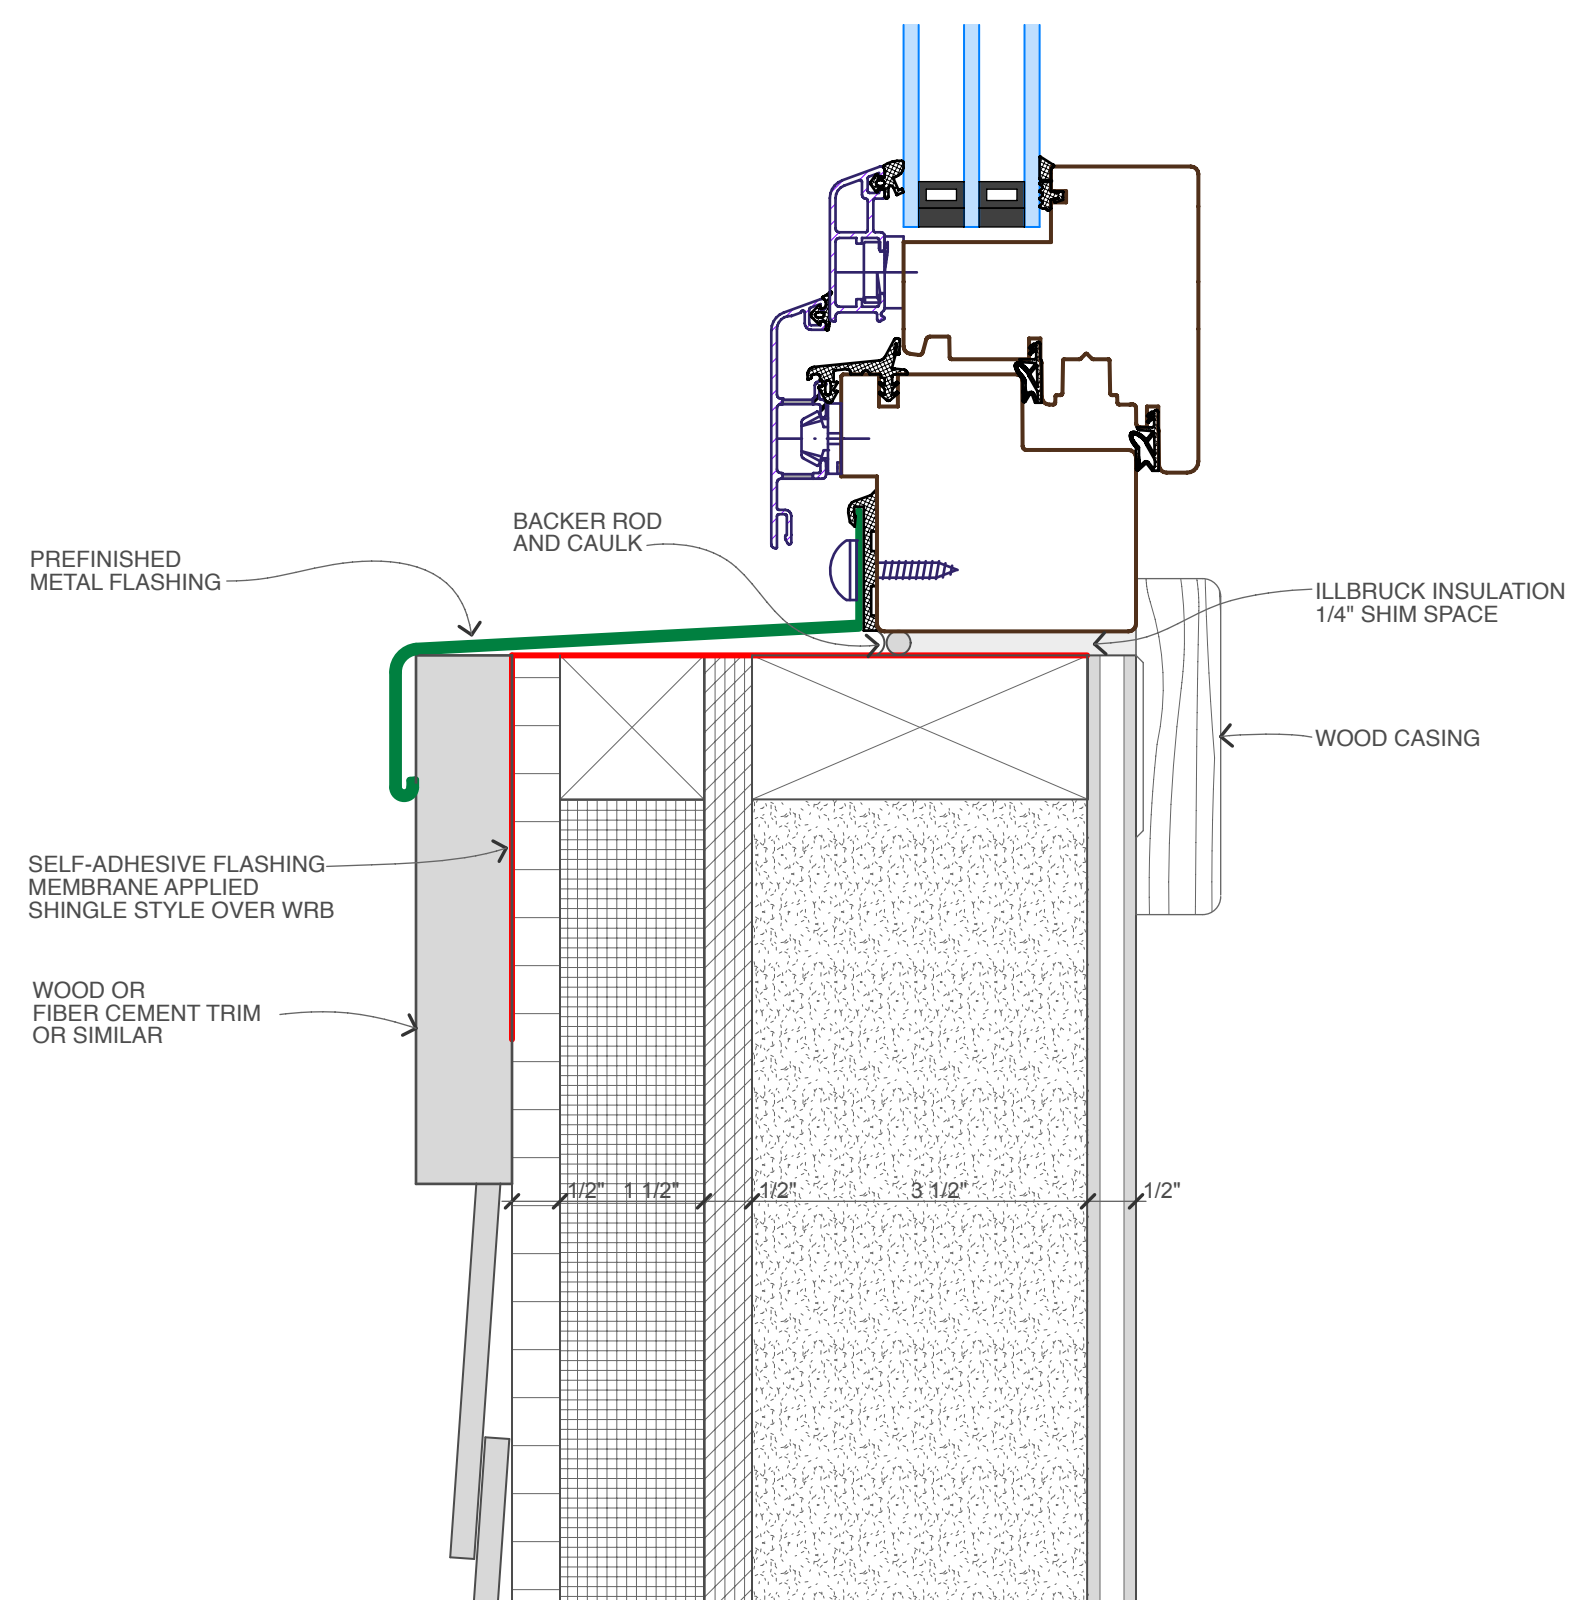 BACKER ROD
AND CAULK
PREFINISHED
METAL FLASHING
ILLBRUCK INSULATION
1/4" SHIM SPACE
WOOD CASING
SELF-ADHESIVE FLASHING
MEMBRANE APPLIED
SHINGLE STYLE OVER WRB
WOOD OR
FIBER CEMENT TRIM
OR SIMILAR
1/2" 1 1/2" 1/2" 3 1/2" 1/2"